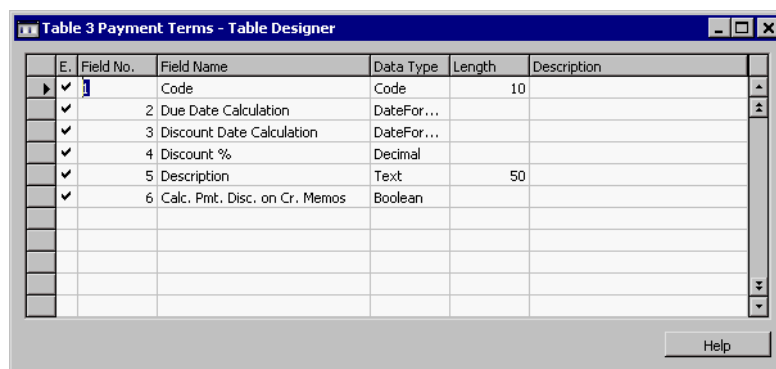 Table 3 Payment Terms - Table Designer
E. Field No. Field Name Data Type Length Description
1 Code Code 10
2 Due Date Calculation DateFor...
3 Discount Date Calculation DateFor...
4 Discount % Decimal
5 Description Text 50
6 Calc. Pmt. Disc. on Cr. Memos Boolean
Help